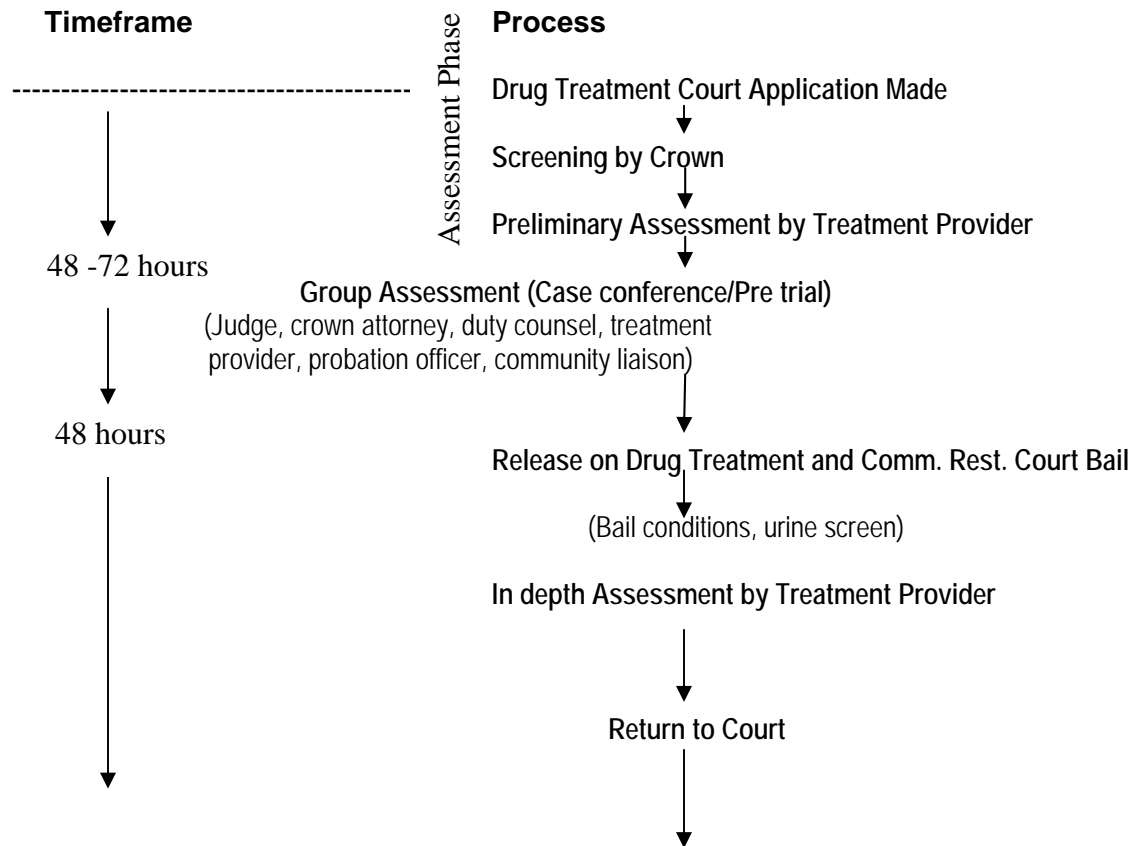 Timeframe
Process
Assessment Phase
--------------------------------------------
Drug Treatment Court Application Made
Screening by Crown
Preliminary Assessment by Treatment Provider
48 -72 hours
Group Assessment (Case conference/Pre trial)
(Judge, crown attorney, duty counsel, treatment
provider, probation officer, community liaison)
48 hours
Release on Drug Treatment and Comm. Rest. Court Bail
(Bail conditions, urine screen)
In depth Assessment by Treatment Provider
Return to Court